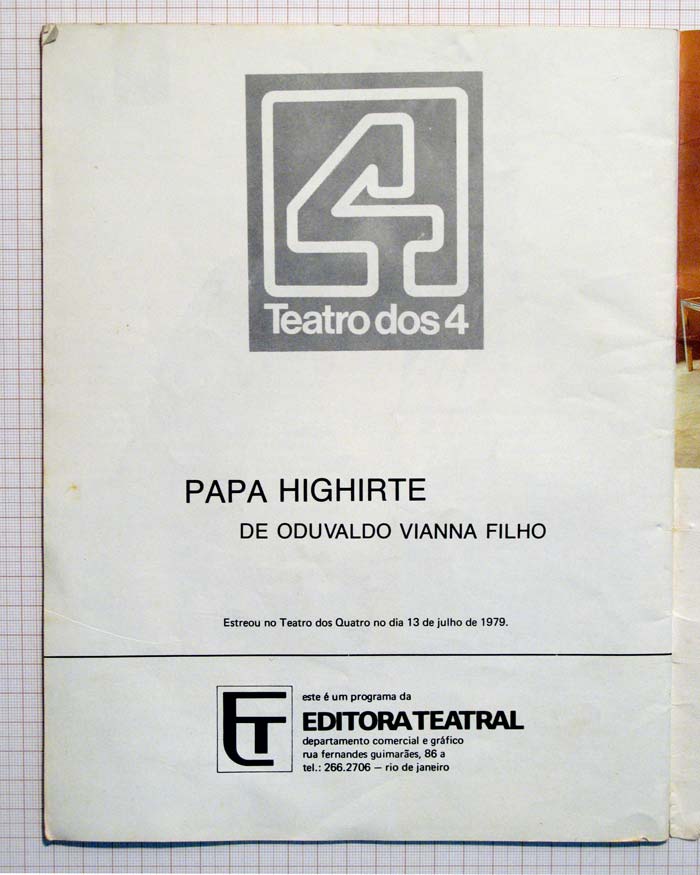 4
Teatro dos 4
PAPA HIGHIRTE
DE ODUVALDO VIANNA FILHO
Estreou no Teatro dos Quatro no dia 13 de julho de 1979.
ET
este é um programa da
EDITORA TEATRAL
departamento comercial e gráfico
rua fernandes guimarães, 86 a
tel.: 266.2706 — rio de janeiro